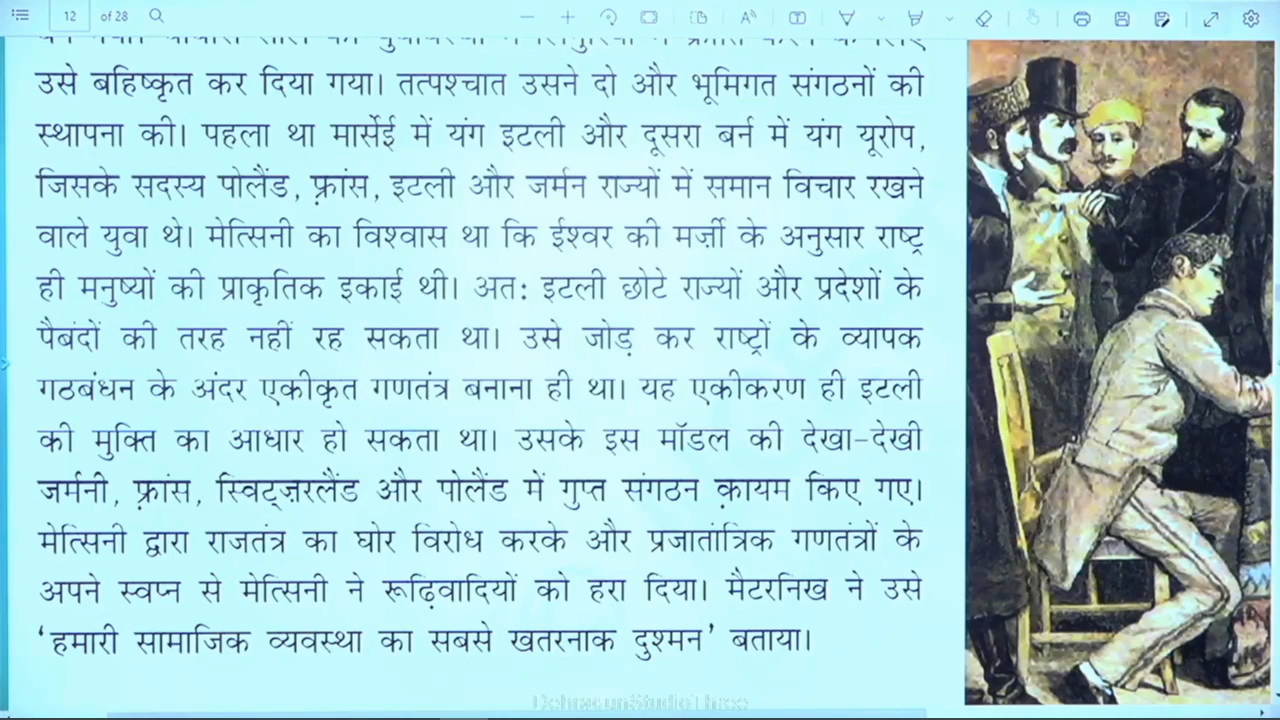 12 of 28
उसे बहिष्कृत कर दिया गया। तत्पश्चात उसने दो और भूमिगत संगठनों की
स्थापना की। पहला था मार्सेई में यंग इटली और दूसरा बर्न में यंग यूरोप,
जिसके सदस्य पोलैंड, फ़्रांस, इटली और जर्मन राज्यों में समान विचार रखने
वाले युवा थे। मेत्सिनी का विश्वास था कि ईश्वर की मर्ज़ी के अनुसार राष्ट्र
ही मनुष्यों की प्राकृतिक इकाई थी। अतः इटली छोटे राज्यों और प्रदेशों के
पैबंदों की तरह नहीं रह सकता था। उसे जोड़ कर राष्ट्रों के व्यापक
गठबंधन के अंदर एकीकृत गणतंत्र बनाना ही था। यह एकीकरण ही इटली
की मुक्ति का आधार हो सकता था। उसके इस मॉडल की देखा-देखी
जर्मनी, फ़्रांस, स्विट्ज़रलैंड और पोलैंड में गुप्त संगठन क़ायम किए गए।
मेत्सिनी द्वारा राजतंत्र का घोर विरोध करके और प्रजातांत्रिक गणतंत्रों के
अपने स्वप्न से मेत्सिनी ने रूढ़िवादियों को हरा दिया। मैटरनिख ने उसे
‘हमारी सामाजिक व्यवस्था का सबसे खतरनाक दुश्मन’ बताया।